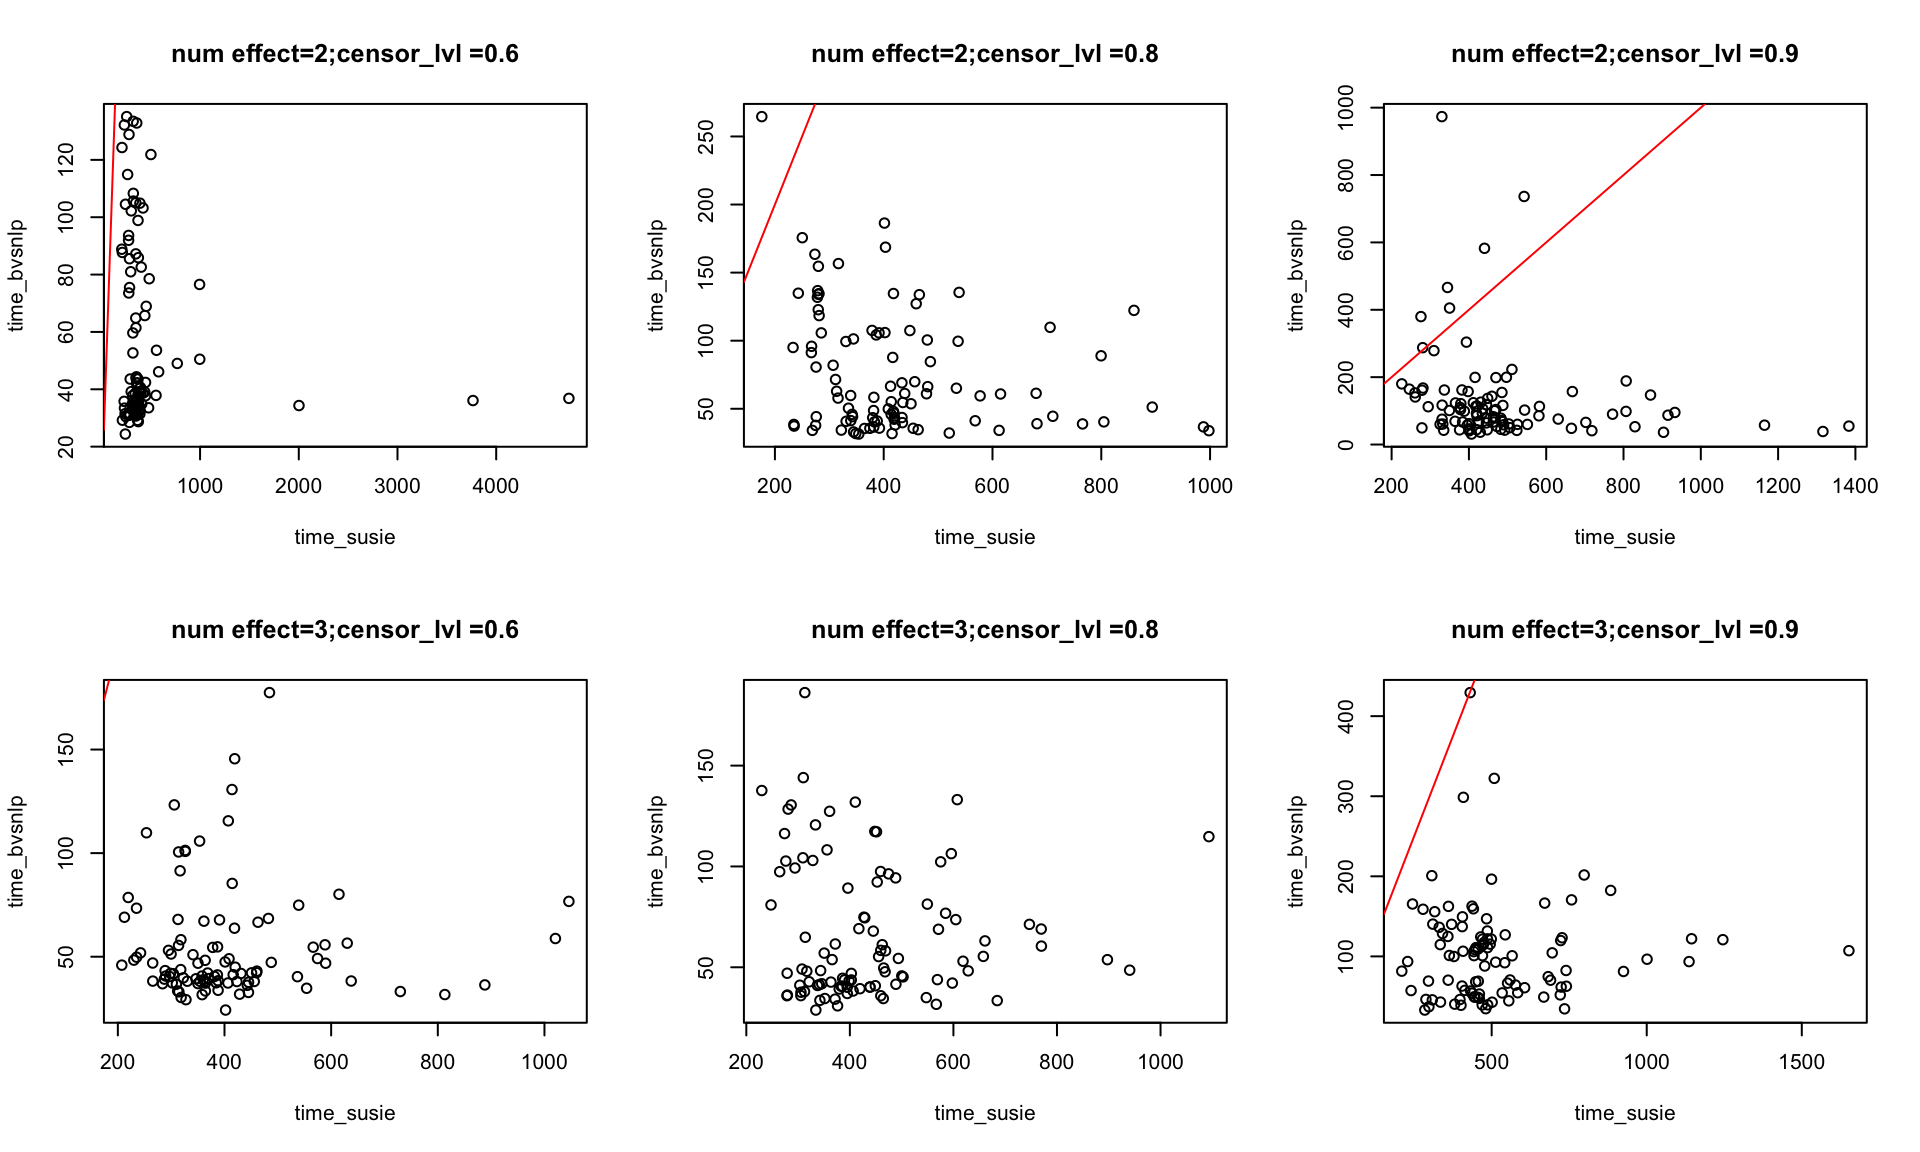 num effect=2;censor_lvl =0.6
time_bvsnlp
20 40 60 80 100 120
1000 2000 3000 4000
time_susie
num effect=2;censor_lvl =0.8
time_bvsnlp
50 100 150 200 250
200 400 600 800 1000
time_susie
num effect=2;censor_lvl =0.9
time_bvsnlp
0 200 400 600 800 1000
200 400 600 800 1000 1200 1400
time_susie
num effect=3;censor_lvl =0.6
time_bvsnlp
50 100 150
200 400 600 800 1000
time_susie
num effect=3;censor_lvl =0.8
time_bvsnlp
50 100 150
200 400 600 800 1000
time_susie
num effect=3;censor_lvl =0.9
time_bvsnlp
100 200 300 400
500 1000 1500
time_susie